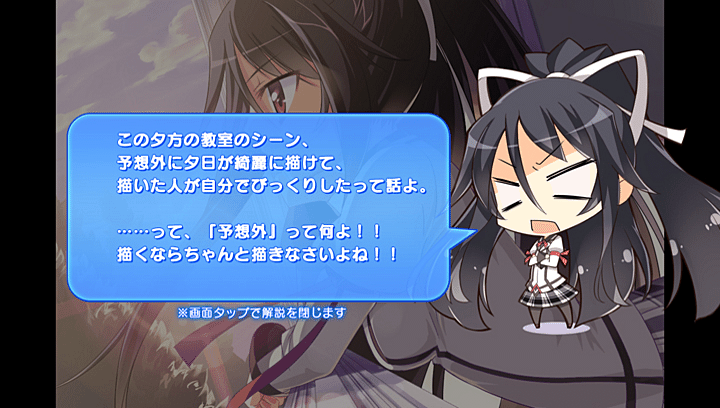 この夕方の教室のシーン、
予想外に夕日が綺麗に描けて、
描いた人が自分でびっくりしたって話よ。
……って、『予想外』って何よ！！
描くならちゃんと描きなさいよね！！
※画面タップで解説を閉じます